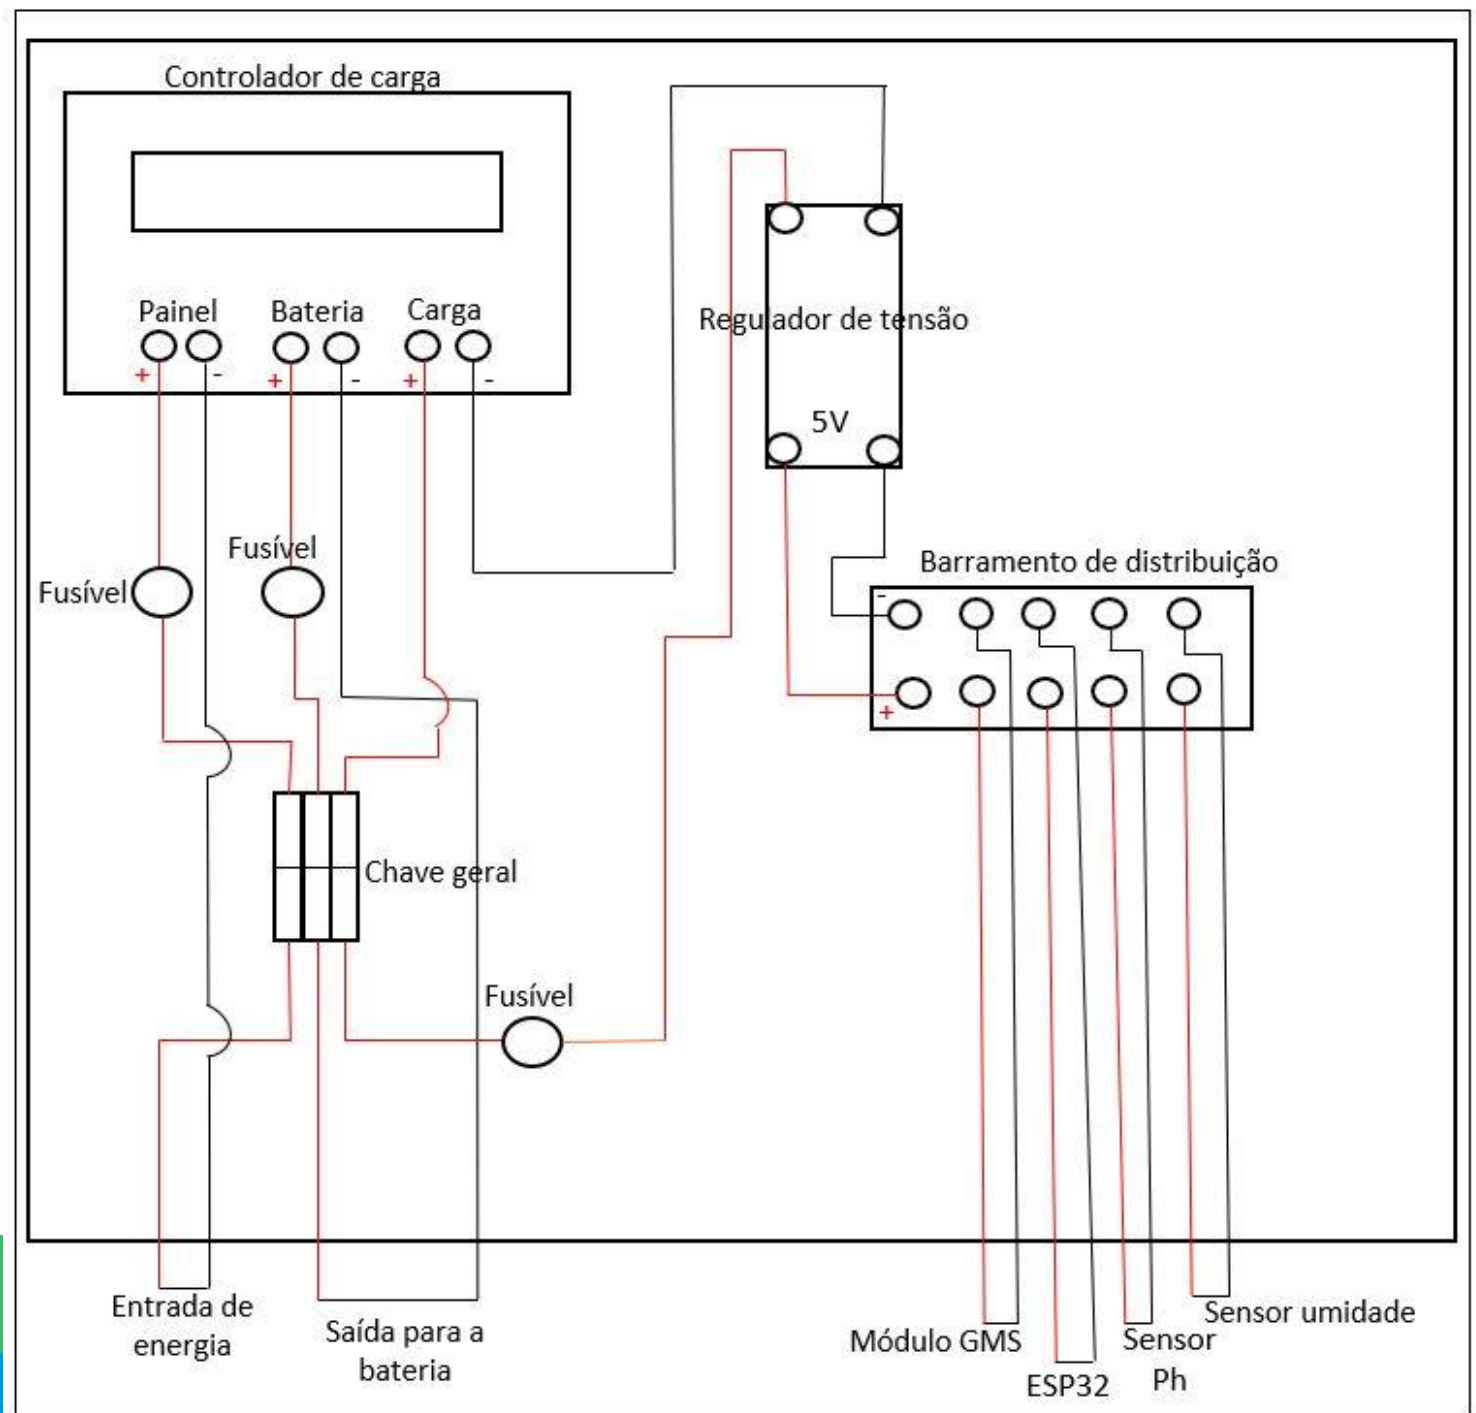 Controlador de carga
Painel
Bateria
Carga
+
-
+
-
+
-
Regulador de tensão
5V
Fusível
Fusível
Barramento de distribuição
-
+
Chave geral
Fusível
Entrada de
energia
Saída para a
bateria
Módulo GMS
ESP32
Sensor
Ph
Sensor umidade